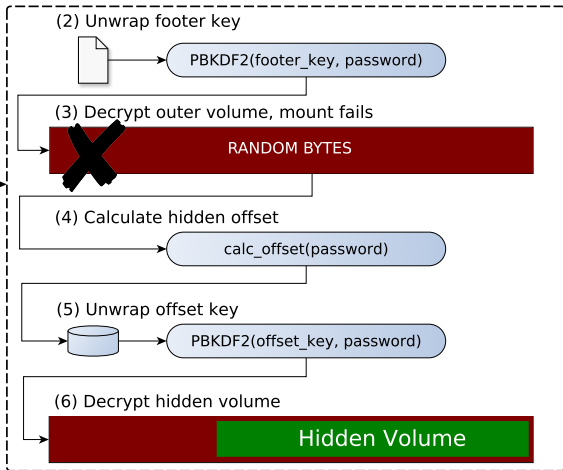 (2) Unwrap footer key
PBKDF2(footer_key, password)
(3) Decrypt outer volume, mount fails
RANDOM BYTES
(4) Calculate hidden offset
calc_offset(password)
(5) Unwrap offset key
PBKDF2(offset_key, password)
(6) Decrypt hidden volume
Hidden Volume